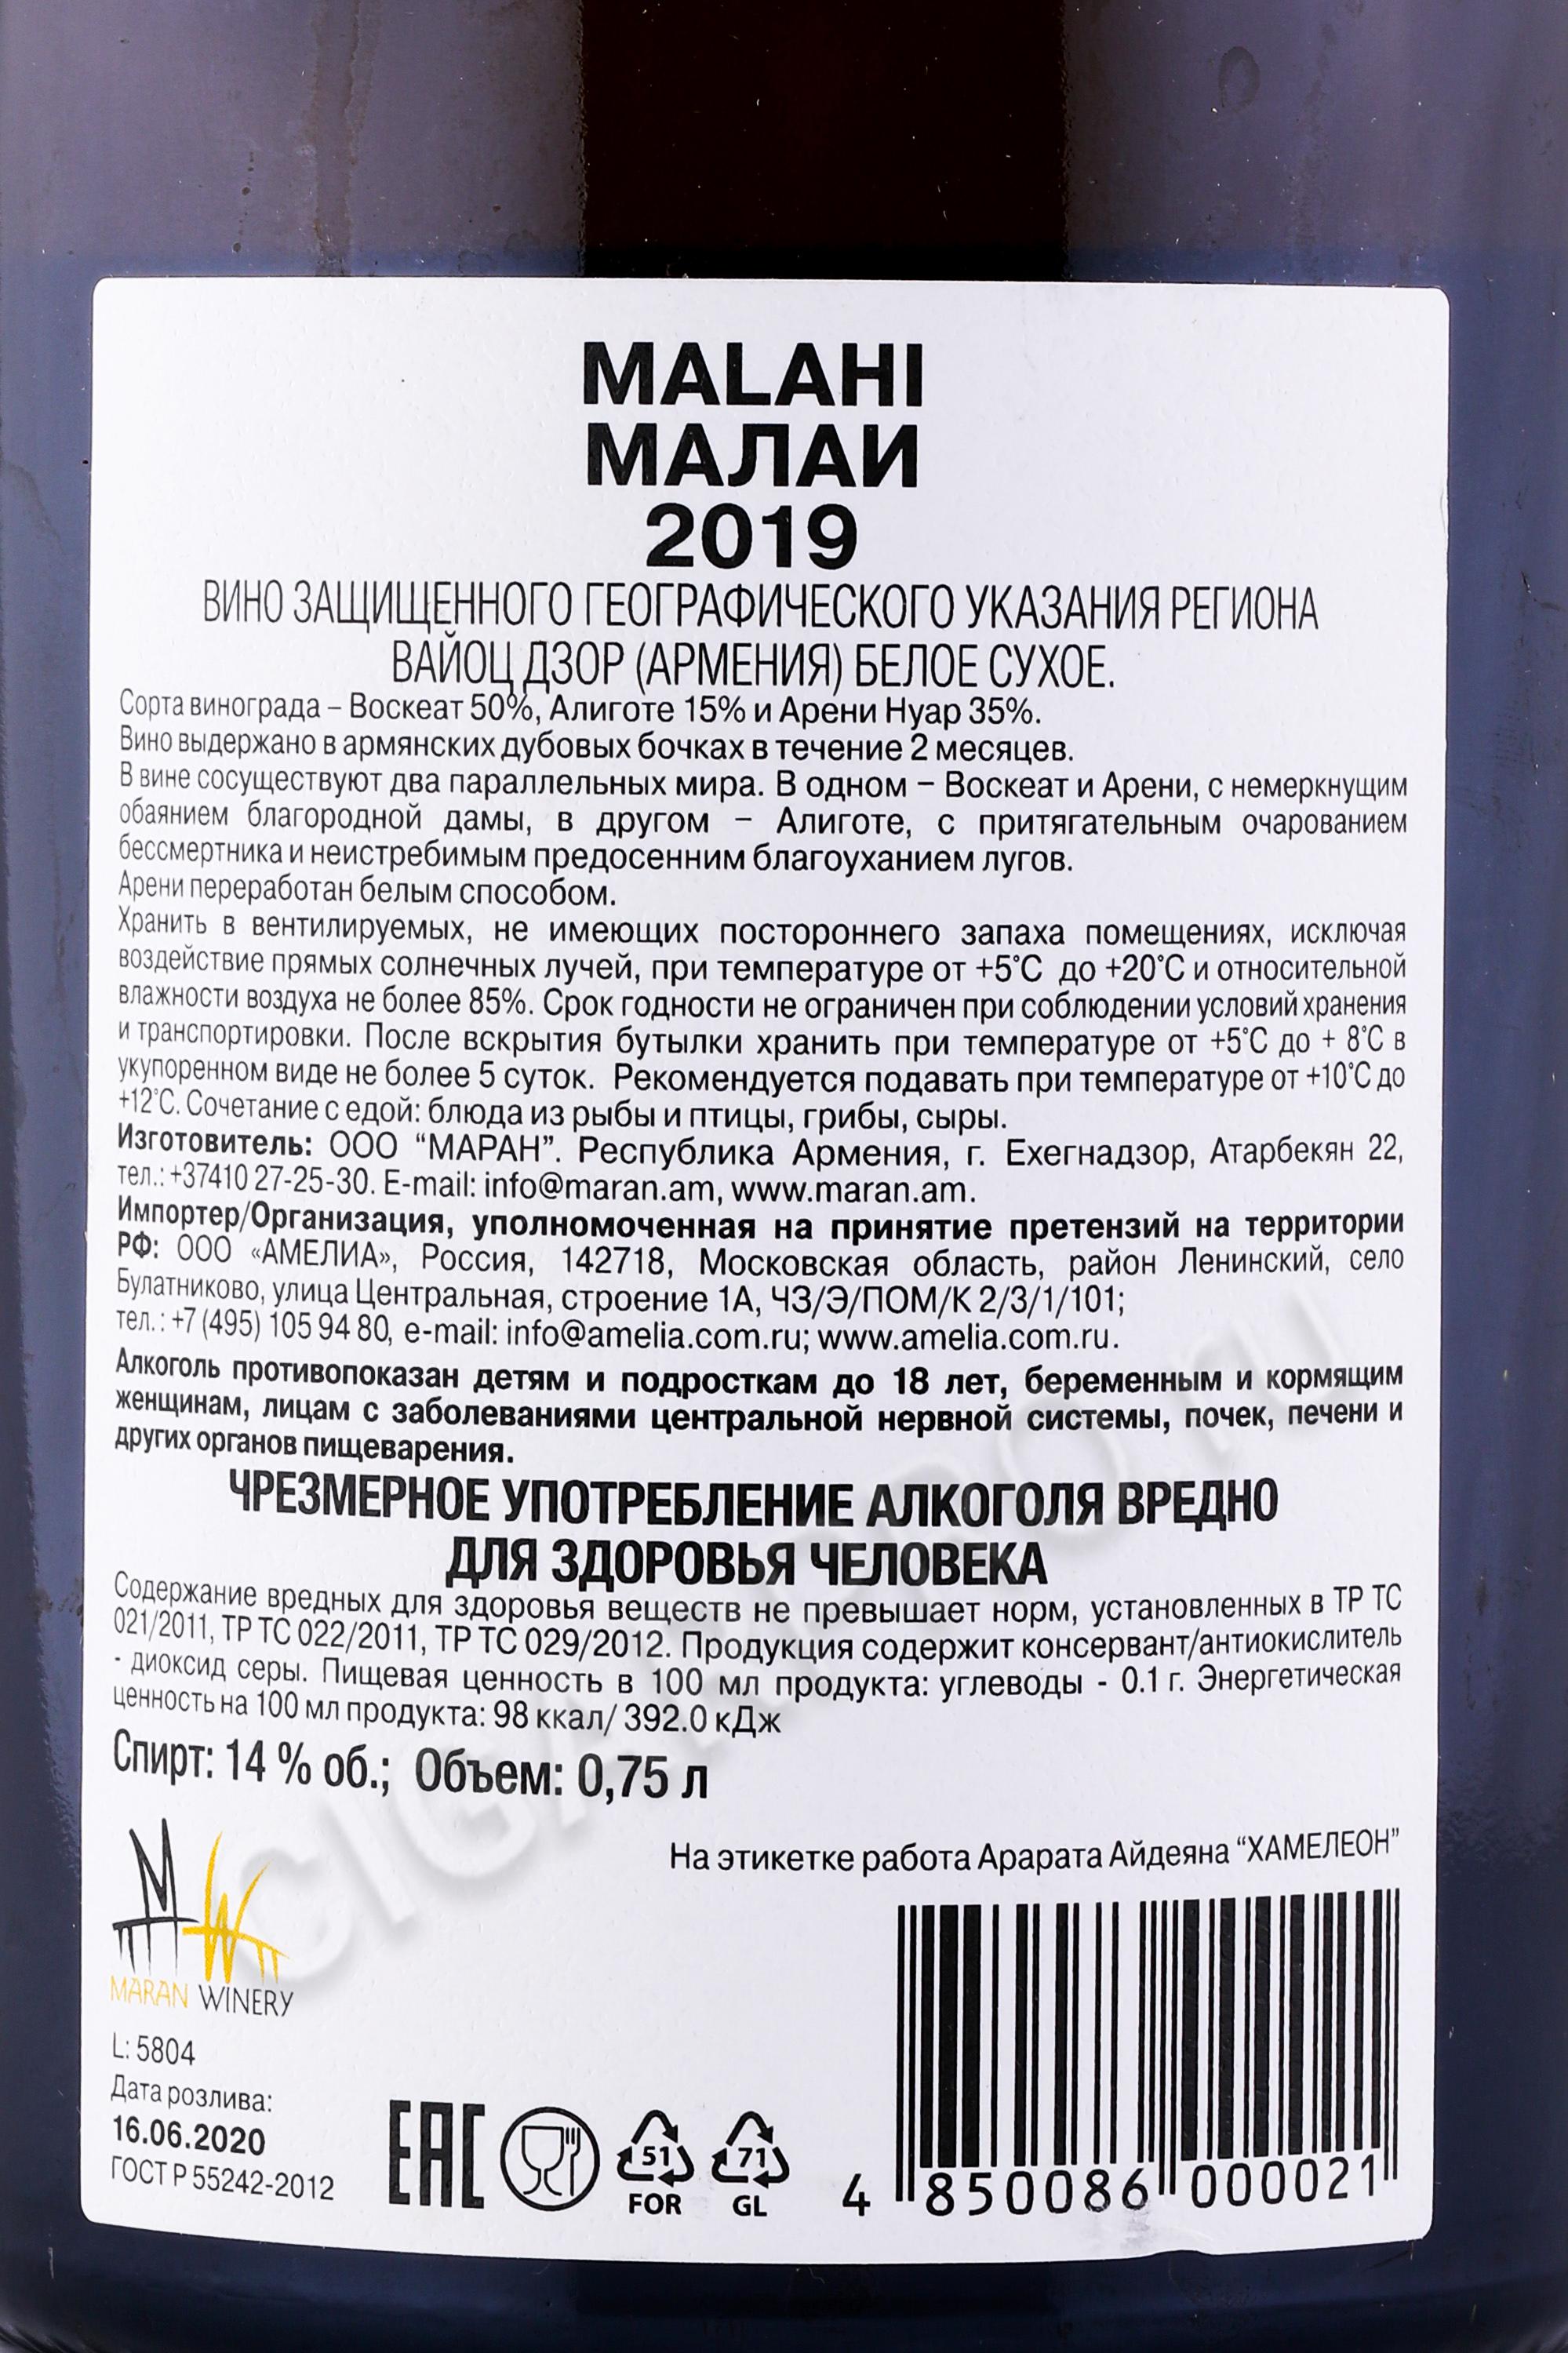 MALAHI
МАЛАИ
2019
ВИНО ЗАЩИЩЕННОГО ГЕОГРАФИЧЕСКОГО УКАЗАНИЯ РЕГИОНА
ВАЙОЦ ДЗОР (АРМЕНИЯ) БЕЛОЕ СУХОЕ.
Сорта винограда – Воскеат 50%, Алиготе 15% и Арени Нуар 35%.
Вино выдержано в армянских дубовых бочках в течение 2 месяцев.
В вине сосуществуют два параллельных мира. В одном – Воскеат и Арени, с немеркнущим
обаянием благородной дамы, в другом – Алиготе, с притягательным очарованием
бессмертника и неистребимым предосенним благоуханием лугов.
Арени переработан белым способом.
Хранить в вентилируемых, не имеющих постороннего запаха помещениях, исключая
воздействие прямых солнечных лучей, при температуре от +5°С до +20°С и относительной
влажности воздуха не более 85%. Срок годности не ограничен при соблюдении условий хранения
и транспортировки. После вскрытия бутылки хранить при температуре от +5°С до + 8°С в
укупоренном виде не более 5 суток. Рекомендуется подавать при температуре от +10°С до
+12°С. Сочетание с едой: блюда из рыбы и птицы, грибы, сыры.
Изготовитель: ООО “МАРАН”. Республика Армения, г. Ехегнадзор, Атарбекян 22,
тел.: +37410 27-25-30. E-mail: info@maran.am, www.maran.am.
Импортер/Организация, уполномоченная на принятие претензий на территории
РФ: ООО «АМЕЛИА», Россия, 142718, Московская область, район Ленинский, село
Булатниково, улица Центральная, строение 1А, ЧЗ/Э/ПОМ/К 2/3/1/101;
тел.: +7 (495) 105 94 80, e-mail: info@amelia.com.ru; www.amelia.com.ru.
Алкоголь противопоказан детям и подросткам до 18 лет, беременным и кормящим
женщинам, лицам с заболеваниями центральной нервной системы, почек, печени и
других органов пищеварения.
ЧРЕЗМЕРНОЕ УПОТРЕБЛЕНИЕ АЛКОГОЛЯ ВРЕДНО
ДЛЯ ЗДОРОВЬЯ ЧЕЛОВЕКА
Содержание вредных для здоровья веществ не превышает норм, установленных в ТР ТС
021/2011, ТР ТС 022/2011, ТР ТС 029/2012. Продукция содержит консервант/антиокислитель
- диоксид серы. Пищевая ценность в 100 мл продукта: углеводы - 0.1 г. Энергетическая
ценность на 100 мл продукта: 98 ккал/ 392.0 кДж
Спирт: 14 % об.; Объем: 0,75 л
На этикетке работа Арарата Айдеяна “ХАМЕЛЕОН”
MW
MARAN WINERY
L: 5804
Дата розлива:
16.06.2020
ГОСТ Р 55242-2012
EAC
51
FOR
71
GL
4 850086 000021
CIGARPRO.ru